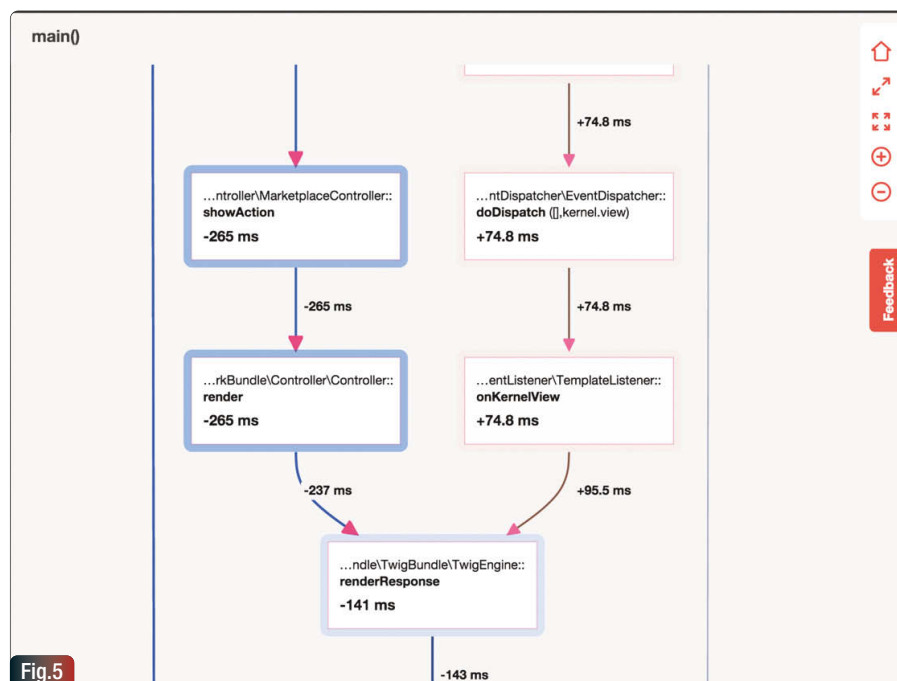 main()
+74.8 ms
...ntroller\MarketplaceController::
showAction
-265 ms
...ntDispatcher\EventDispatcher::
doDispatch ([],kernel.view)
+74.8 ms
-265 ms
+74.8 ms
...rkBundle\Controller\Controller::
render
-265 ms
...entListener\TemplateListener::
onKernelView
+74.8 ms
-237 ms
+95.5 ms
...ndle\TwigBundle\TwigEngine::
renderResponse
-141 ms
-143 ms
Feedback
Fig.5